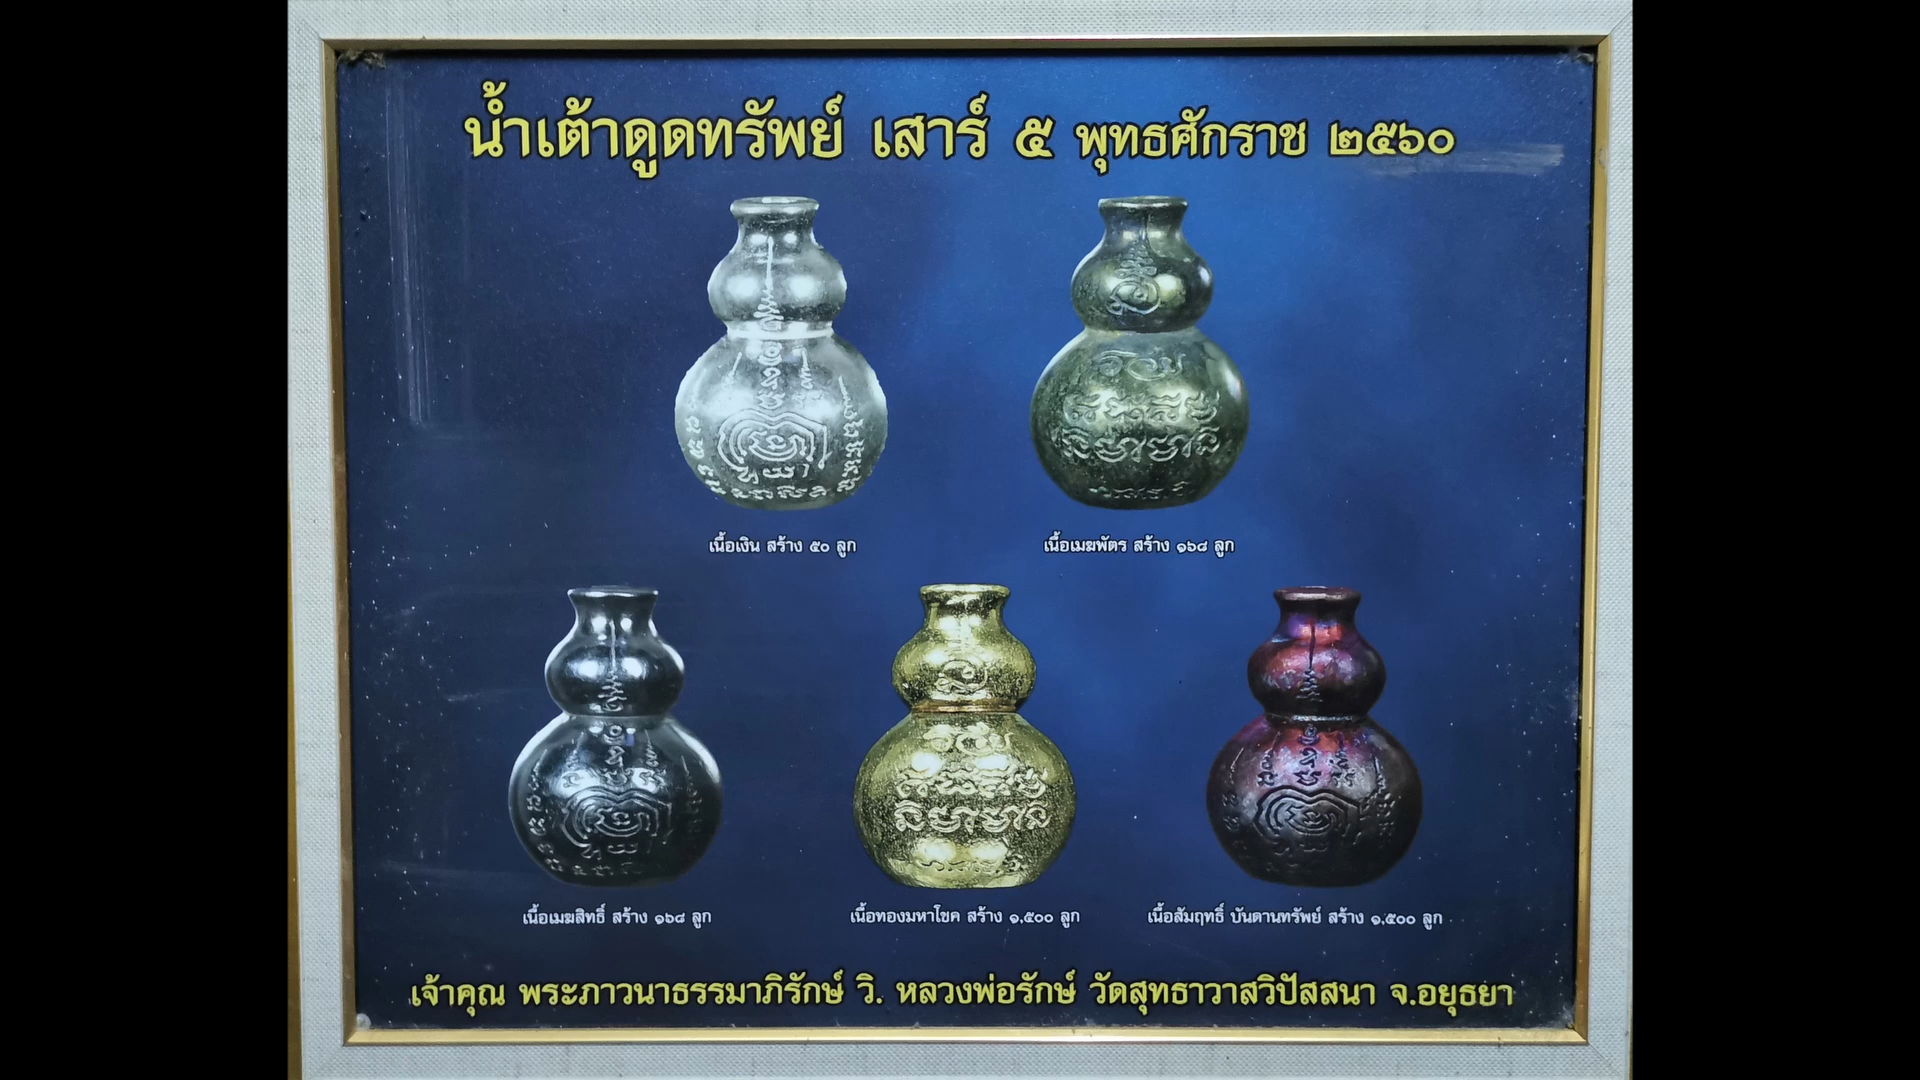 น้ำเต้าดูดทรัพย์ เสาร์ ๕ พุทธศักราช ๒๕๖๐
เนื้อเงิน สร้าง ๕๐ ลูก
เนื้อเมฆพัตร สร้าง ๑๖๘ ลูก
เนื้อเมฆสิทธิ์ สร้าง ๑๖๘ ลูก
เนื้อทองมหาโชค สร้าง ๑,๕๐๐ ลูก
เนื้อสัมฤทธิ์ บันดานทรัพย์ สร้าง ๑,๕๐๐ ลูก
เจ้าคุณ พระภาวนาธรรมาภิรักษ์ วิ. หลวงพ่อรักษ์ วัดสุทธาวาสวิปัสสนา จ.อยุธยา